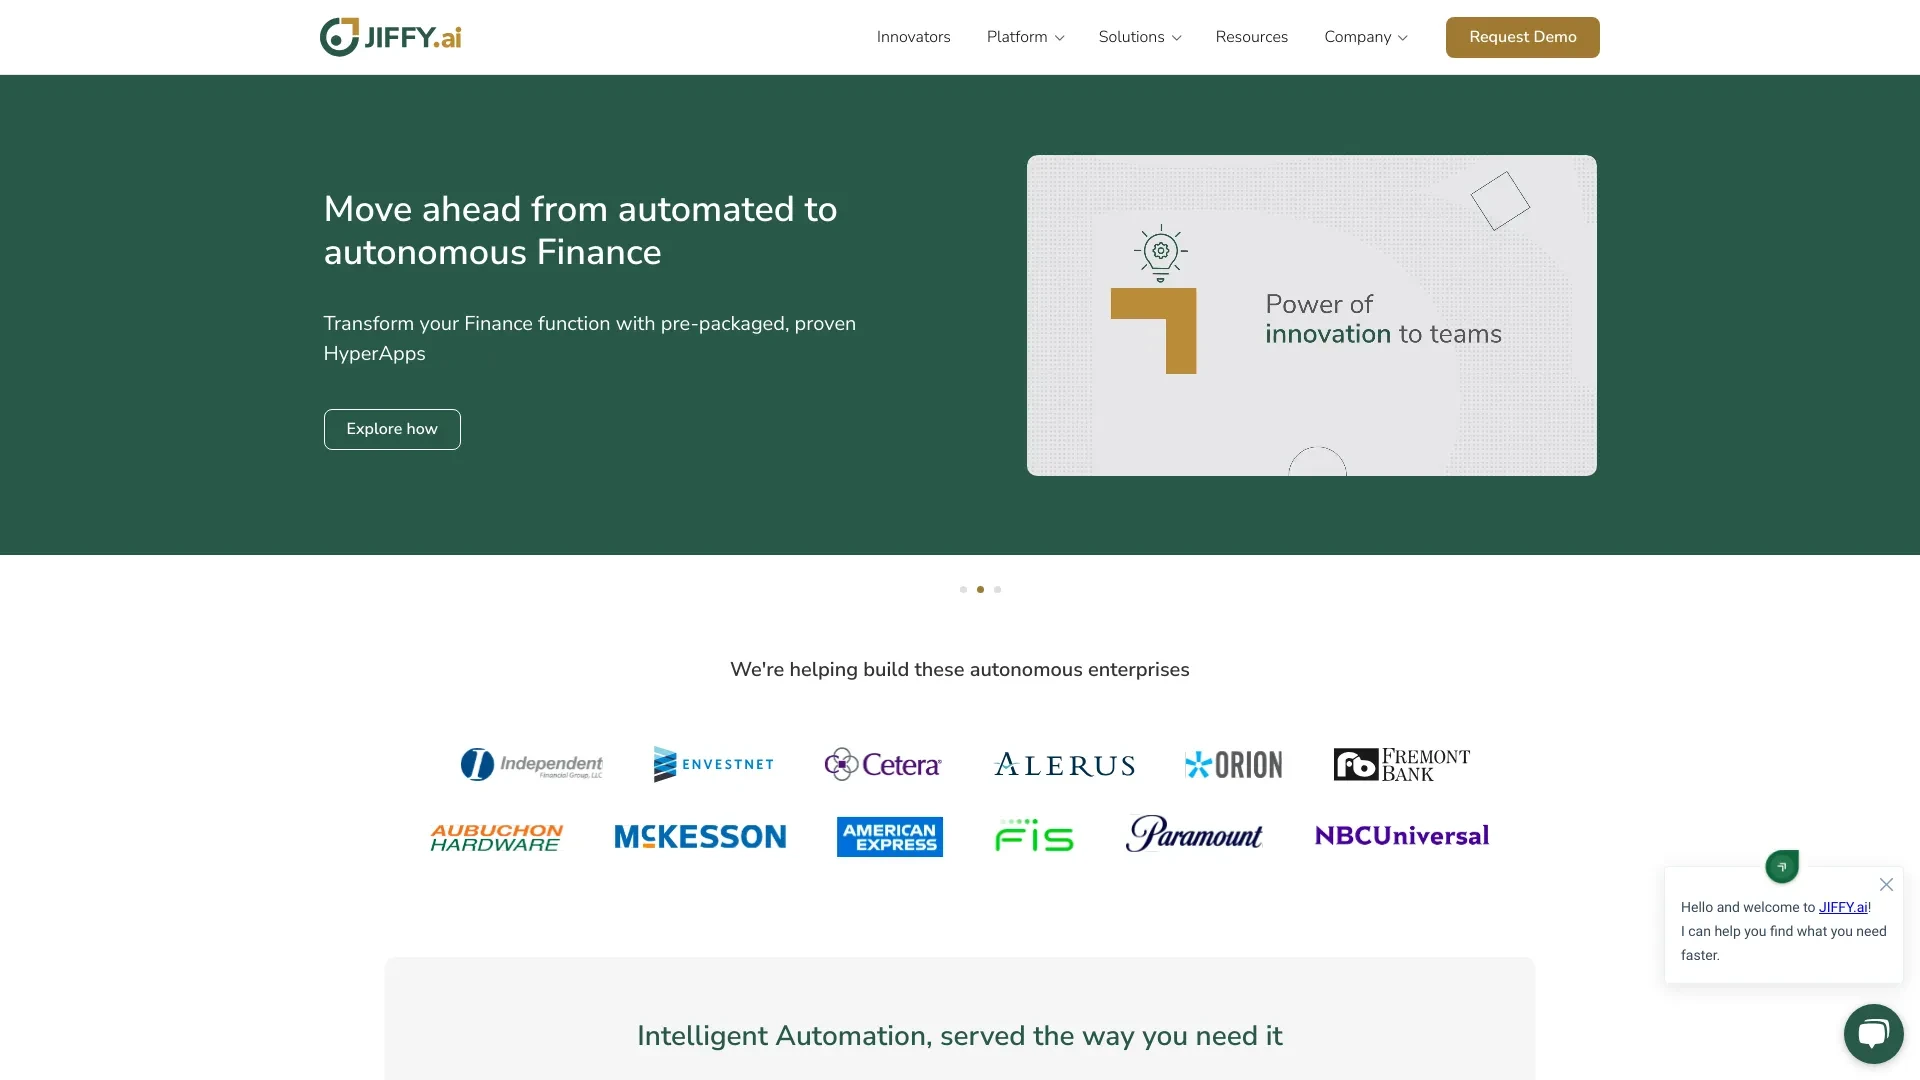 JIFFY.ai
Innovators
Platform
Solutions
Resources
Company
Request Demo
Move ahead from automated to
autonomous Finance
Transform your Finance function with pre-packaged, proven
HyperApps
Explore how
Power of
innovation to teams
We're helping build these autonomous enterprises
Independent
Financial Group, LLC
ENVESTNET
Cetera
ALERUS
ORION
FREMONT
BANK
AUBUCHON
HARDWARE
MCKESSON
AMERICAN
EXPRESS
FIS
Paramount
NBCUniversal
Hello and welcome to JIFFY.ai!
I can help you find what you need
faster.
Intelligent Automation, served the way you need it